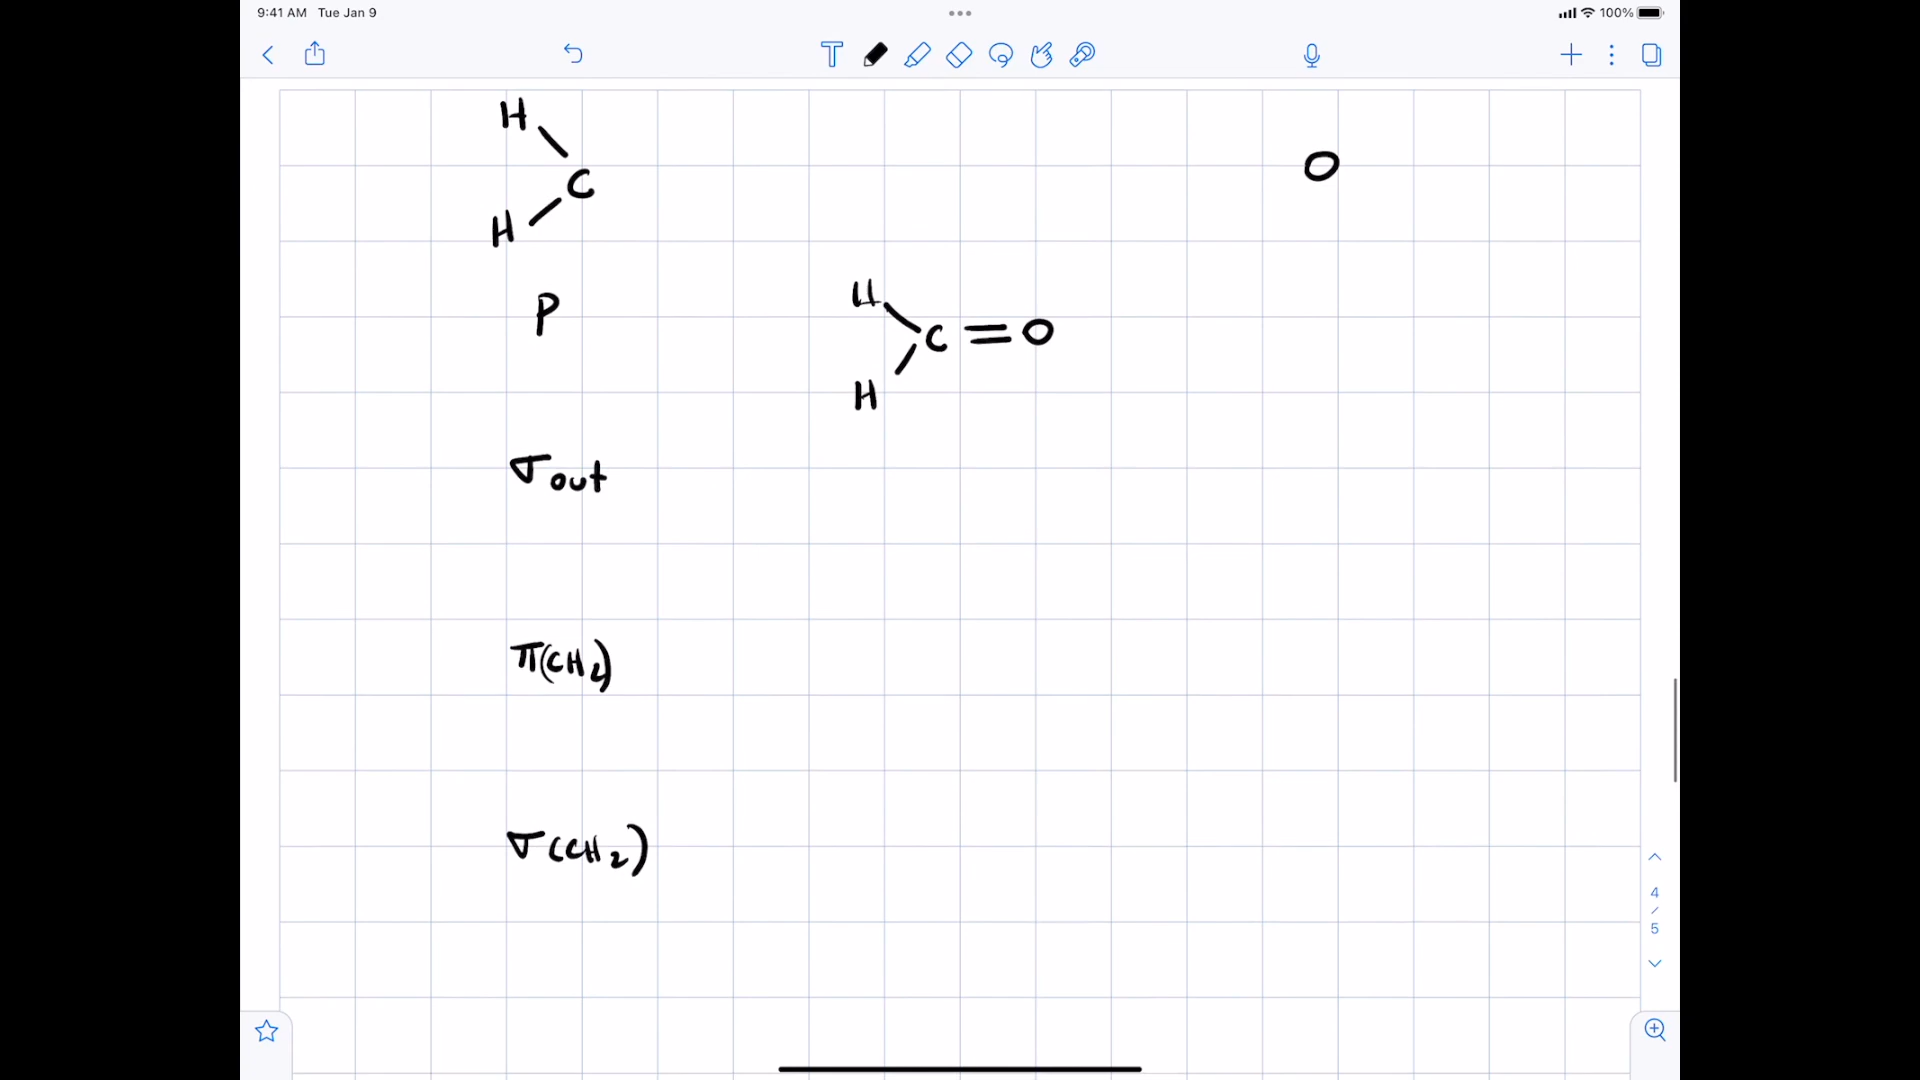 9:41 AM Tue Jan 9
100%
H
C
H
O
P
H
C = O
H
σout
π(CH2)
σ(CH2)
4
/
5